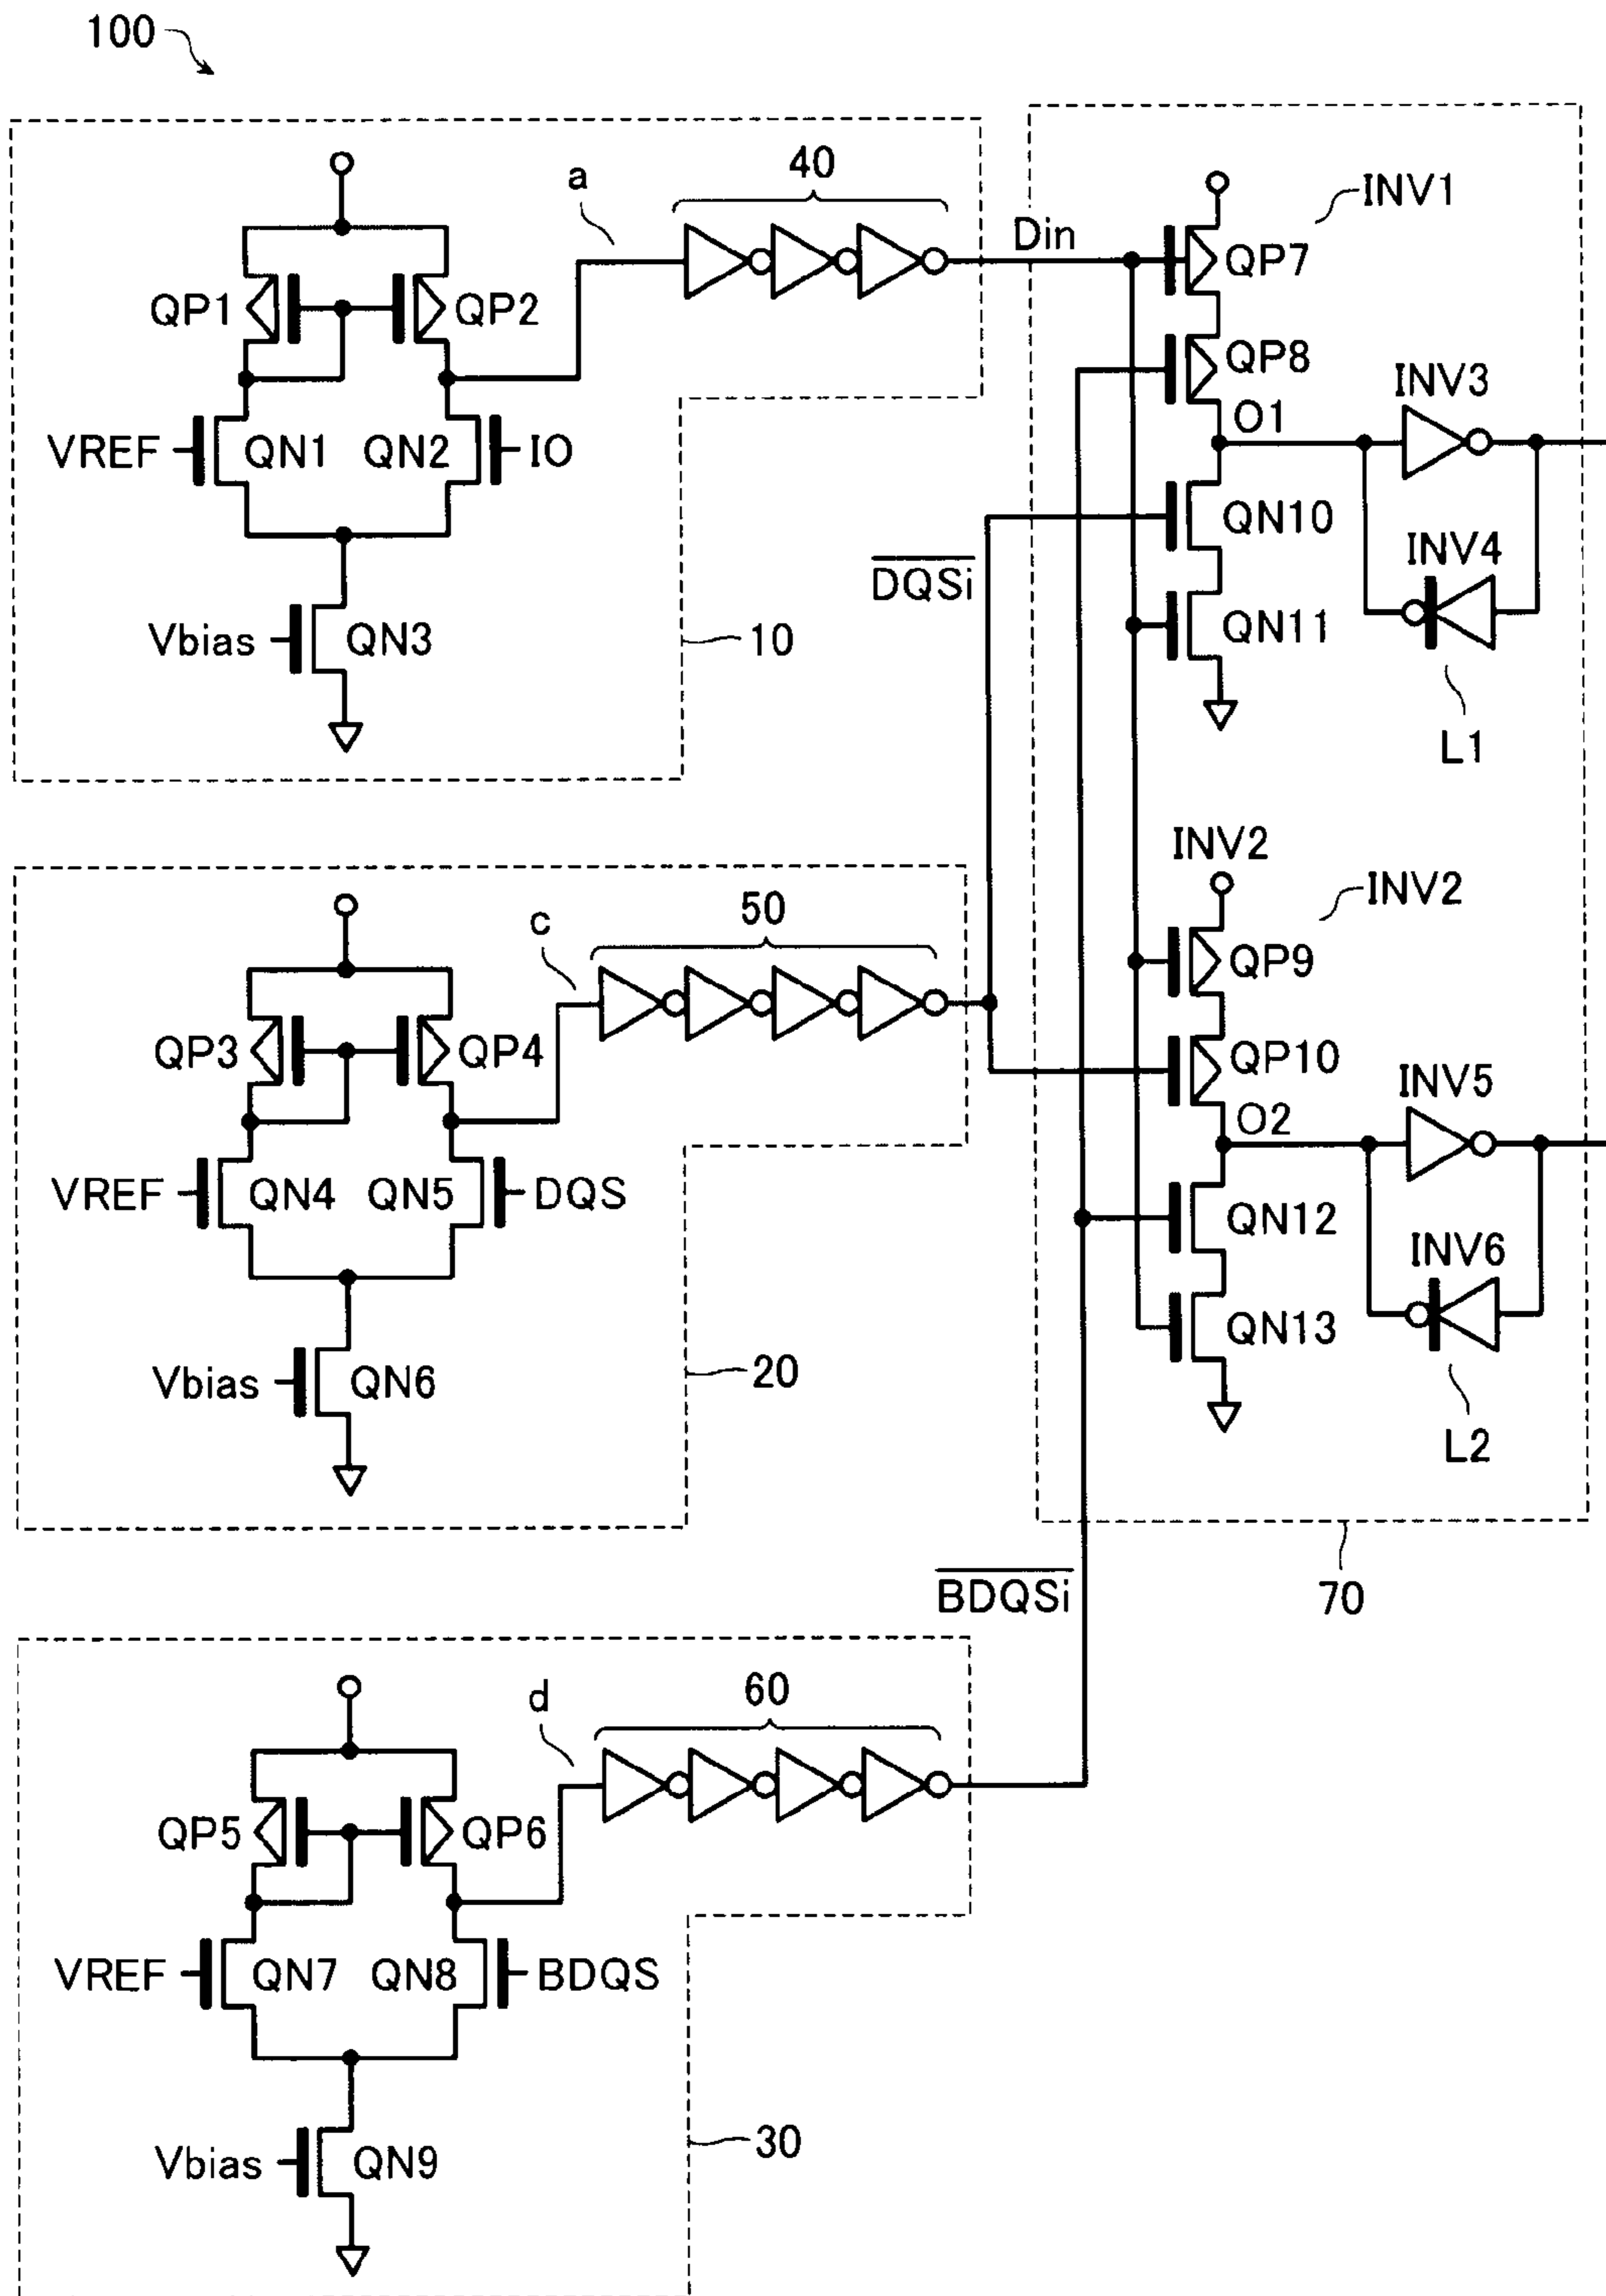 100
40
a
INV1
Din
QP7
QP1
QP2
QP8
INV3
O1
VREF
QN1
QN2
IO
QN10
INV4
DQSi
QN11
Vbias
QN3
10
L1
INV2
INV2
50
c
QP9
QP3
QP4
QP10
INV5
O2
VREF
QN4
QN5
DQS
QN12
INV6
QN13
Vbias
QN6
20
L2
BDQSi
70
60
d
QP5
QP6
VREF
QN7
QN8
BDQS
Vbias
QN9
30